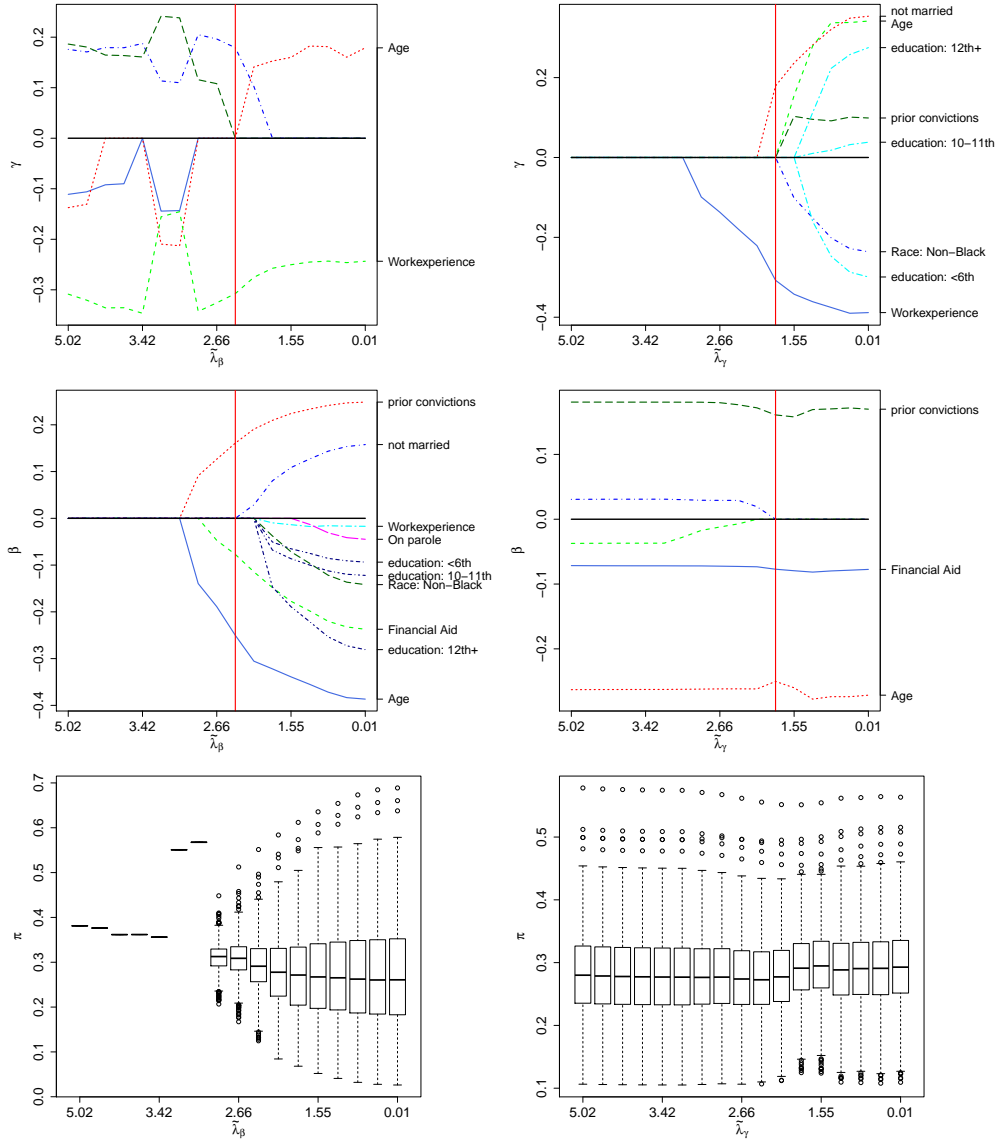 0.2
0.1
0.0
−0.1
−0.2
−0.3
γ
Age
Workexperience
5.02 3.42 2.66 1.55 0.01
λ̃β
0.2
0.0
−0.2
−0.4
γ
not married
Age
education: 12th+
prior convictions
education: 10−11th
Race: Non−Black
education: <6th
Workexperience
5.02 3.42 2.66 1.55 0.01
λ̃γ
0.2
0.1
0.0
−0.1
−0.2
−0.3
−0.4
β
prior convictions
not married
Workexperience
On parole
education: <6th
education: 10−11th
Race: Non−Black
Financial Aid
education: 12th+
Age
5.02 3.42 2.66 1.55 0.01
λ̃β
0.1
0.0
−0.1
−0.2
β
prior convictions
Financial Aid
Age
5.02 3.42 2.66 1.55 0.01
λ̃γ
0.7
0.6
0.5
0.4
0.3
0.2
0.1
0.0
π
5.02 3.42 2.66 1.55 0.01
λ̃β
0.5
0.4
0.3
0.2
0.1
π
5.02 3.42 2.66 1.55 0.01
λ̃γ